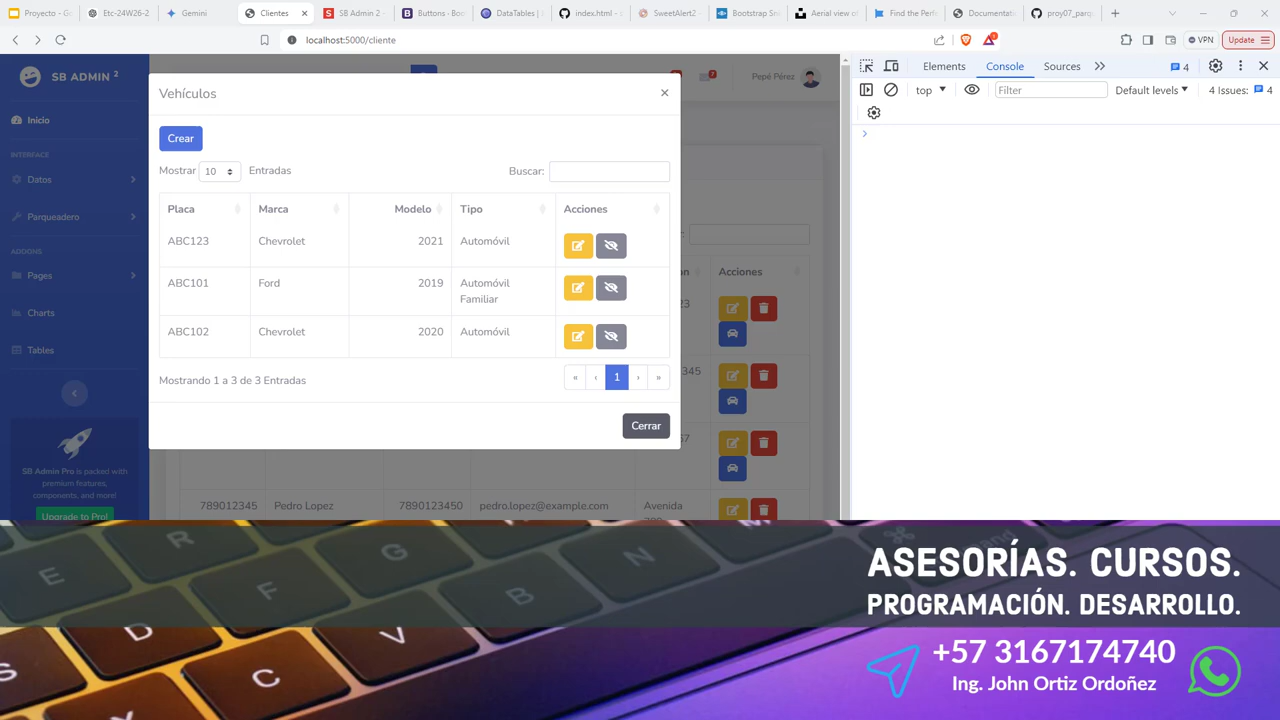 Proyecto - G
Etc-24W26-2
Gemini
Clientes
SB Admin 2 -
Buttons - Boo
DataTables | J
index.html - x
SweetAlert2 -
Bootstrap Sni
Aerial view of
Find the Perf
Documentati
proy07_parq
localhost:5000/cliente
VPN
Update
SB ADMIN 2
Inicio
INTERFACE
Datos
Parqueadero
ADDONS
Pages
Charts
Tables
SB Admin Pro is packed with
premium features,
components, and more!
Upgrade to Pro!
7
Pepé Pérez
Vehículos
×
Crear
Mostrar 10 Entradas
Buscar:
Placa Marca Modelo Tipo Acciones
ABC123 Chevrolet 2021 Automóvil
ABC101 Ford 2019 Automóvil
Familiar
ABC102 Chevrolet 2020 Automóvil
Mostrando 1 a 3 de 3 Entradas
« ‹ 1 › »
Cerrar
Acciones
789012345 Pedro Lopez 7890123450 pedro.lopez@example.com Avenida
Elements Console Sources
4
top
Filter
Default levels
4 Issues: 4
ASESORÍAS. CURSOS.
PROGRAMACIÓN. DESARROLLO.
+57 3167174740
Ing. John Ortiz Ordoñez